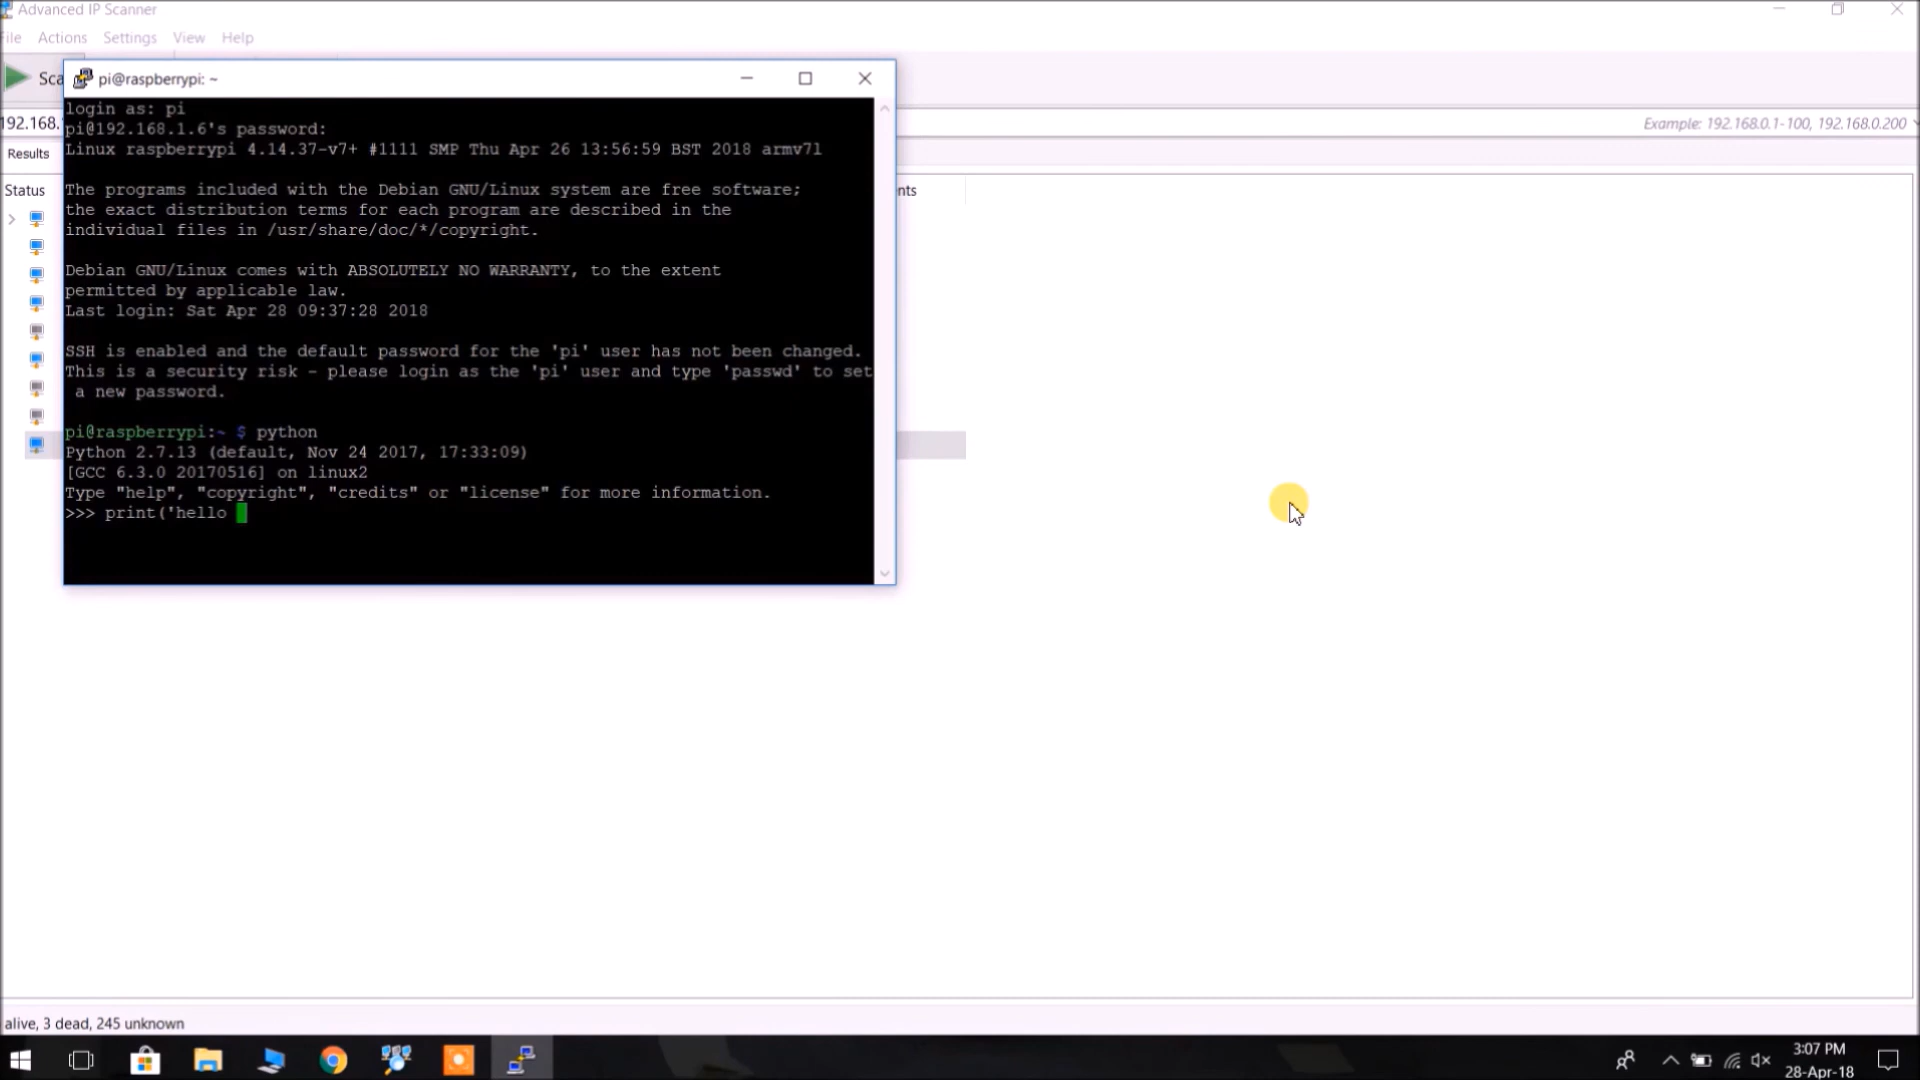 Advanced IP Scanner
File Actions Settings View Help
Sca
pi@raspberrypi: ~
192.168.
Example: 192.168.0.1-100, 192.168.0.200
Results
Status
nts
login as: pi
pi@192.168.1.6's password:
Linux raspberrypi 4.14.37-v7+ #1111 SMP Thu Apr 26 13:56:59 BST 2018 armv7l
The programs included with the Debian GNU/Linux system are free software;
the exact distribution terms for each program are described in the
individual files in /usr/share/doc/*/copyright.
Debian GNU/Linux comes with ABSOLUTELY NO WARRANTY, to the extent
permitted by applicable law.
Last login: Sat Apr 28 09:37:28 2018
SSH is enabled and the default password for the 'pi' user has not been changed.
This is a security risk - please login as the 'pi' user and type 'passwd' to set
a new password.
pi@raspberrypi:~ $ python
Python 2.7.13 (default, Nov 24 2017, 17:33:09)
[GCC 6.3.0 20170516] on linux2
Type "help", "copyright", "credits" or "license" for more information.
>>> print('hello
alive, 3 dead, 245 unknown
3:07 PM
28-Apr-18